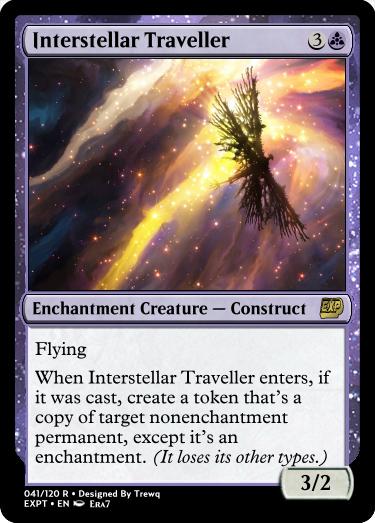 Interstellar Traveller 3
Enchantment Creature — Construct EXP
Flying
When Interstellar Traveller enters, if
it was cast, create a token that's a
copy of target nonenchantment
permanent, except it's an
enchantment. (It loses its other types.)
3/2
041/120 R • Designed By Trewq
EXPT • EN Era7